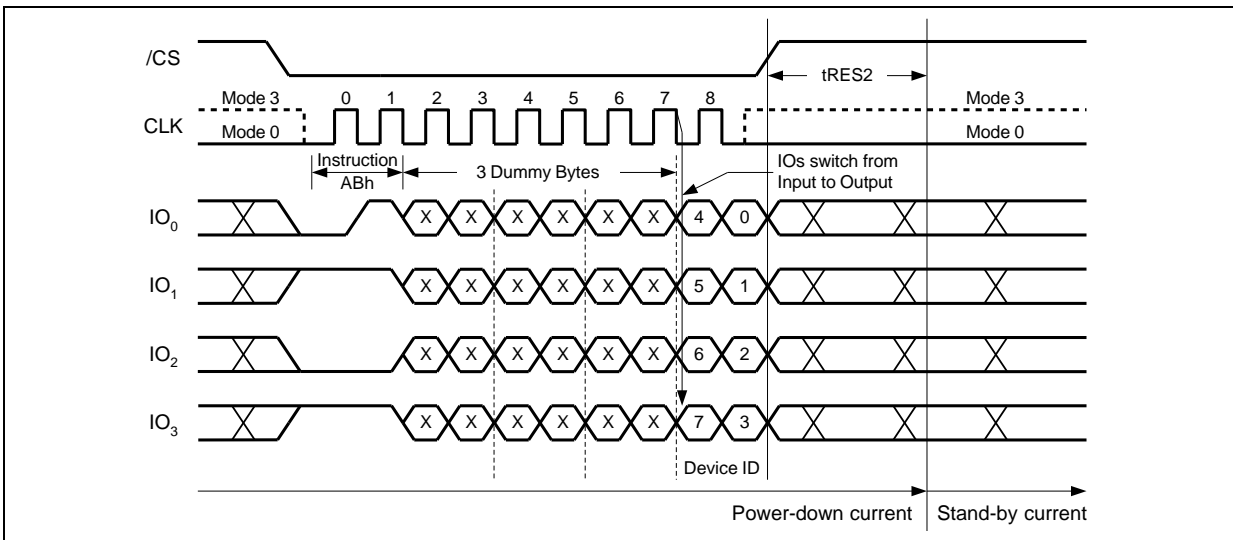 /CS
tRES2
0 1 2 3 4 5 6 7 8
Mode 3 Mode 3
CLK
Mode 0 Mode 0
Instruction
ABh
3 Dummy Bytes
IOs switch from
Input to Output
IO0 X X X X X X 4 0
IO1 X X X X X X 5 1
IO2 X X X X X X 6 2
IO3 X X X X X X 7 3
Device ID
Power-down current Stand-by current